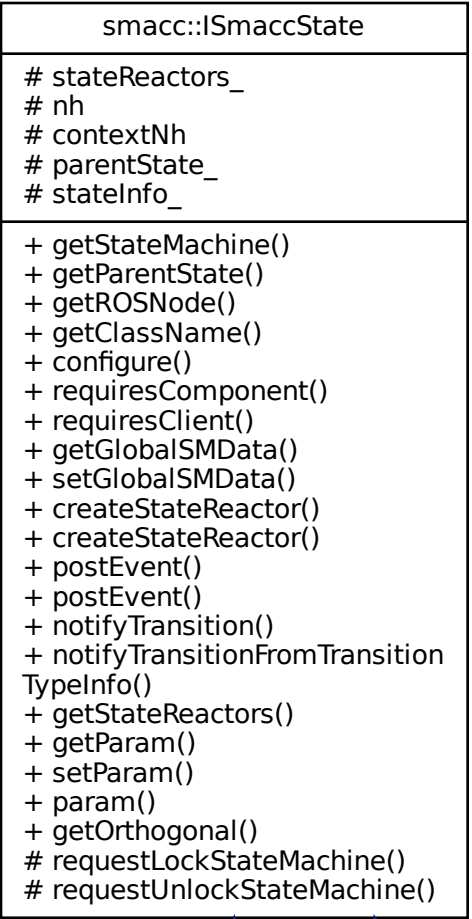 smacc::ISmaccState
# stateReactors_
# nh
# contextNh
# parentState_
# stateInfo_
+ getStateMachine()
+ getParentState()
+ getROSNode()
+ getClassName()
+ configure()
+ requiresComponent()
+ requiresClient()
+ getGlobalSMData()
+ setGlobalSMData()
+ createStateReactor()
+ createStateReactor()
+ postEvent()
+ postEvent()
+ notifyTransition()
+ notifyTransitionFromTransition
TypeInfo()
+ getStateReactors()
+ getParam()
+ setParam()
+ param()
+ getOrthogonal()
# requestLockStateMachine()
# requestUnlockStateMachine()